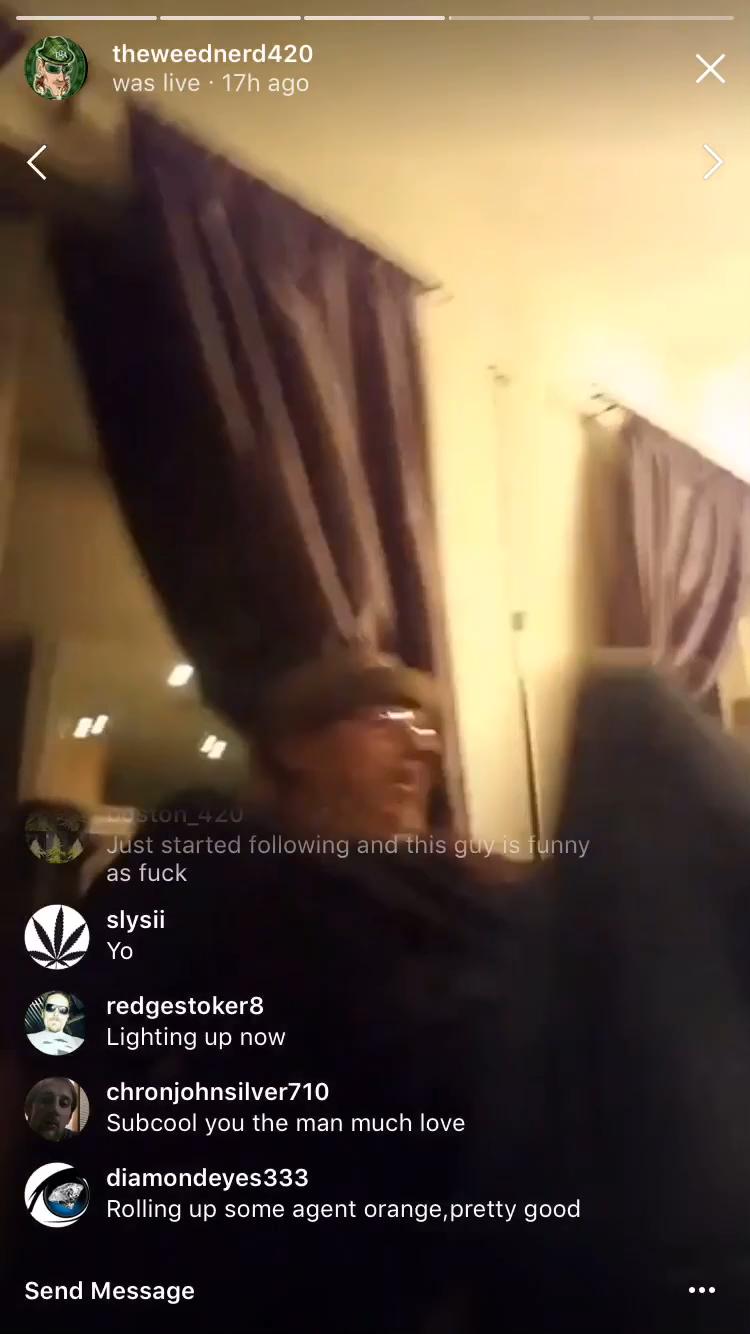 theweednerd420
was live · 17h ago
boston_420
Just started following and this guy is funny
as fuck
slysii
Yo
redgestoker8
Lighting up now
chronjohnsilver710
Subcool you the man much love
diamondeyes333
Rolling up some agent orange,pretty good
Send Message